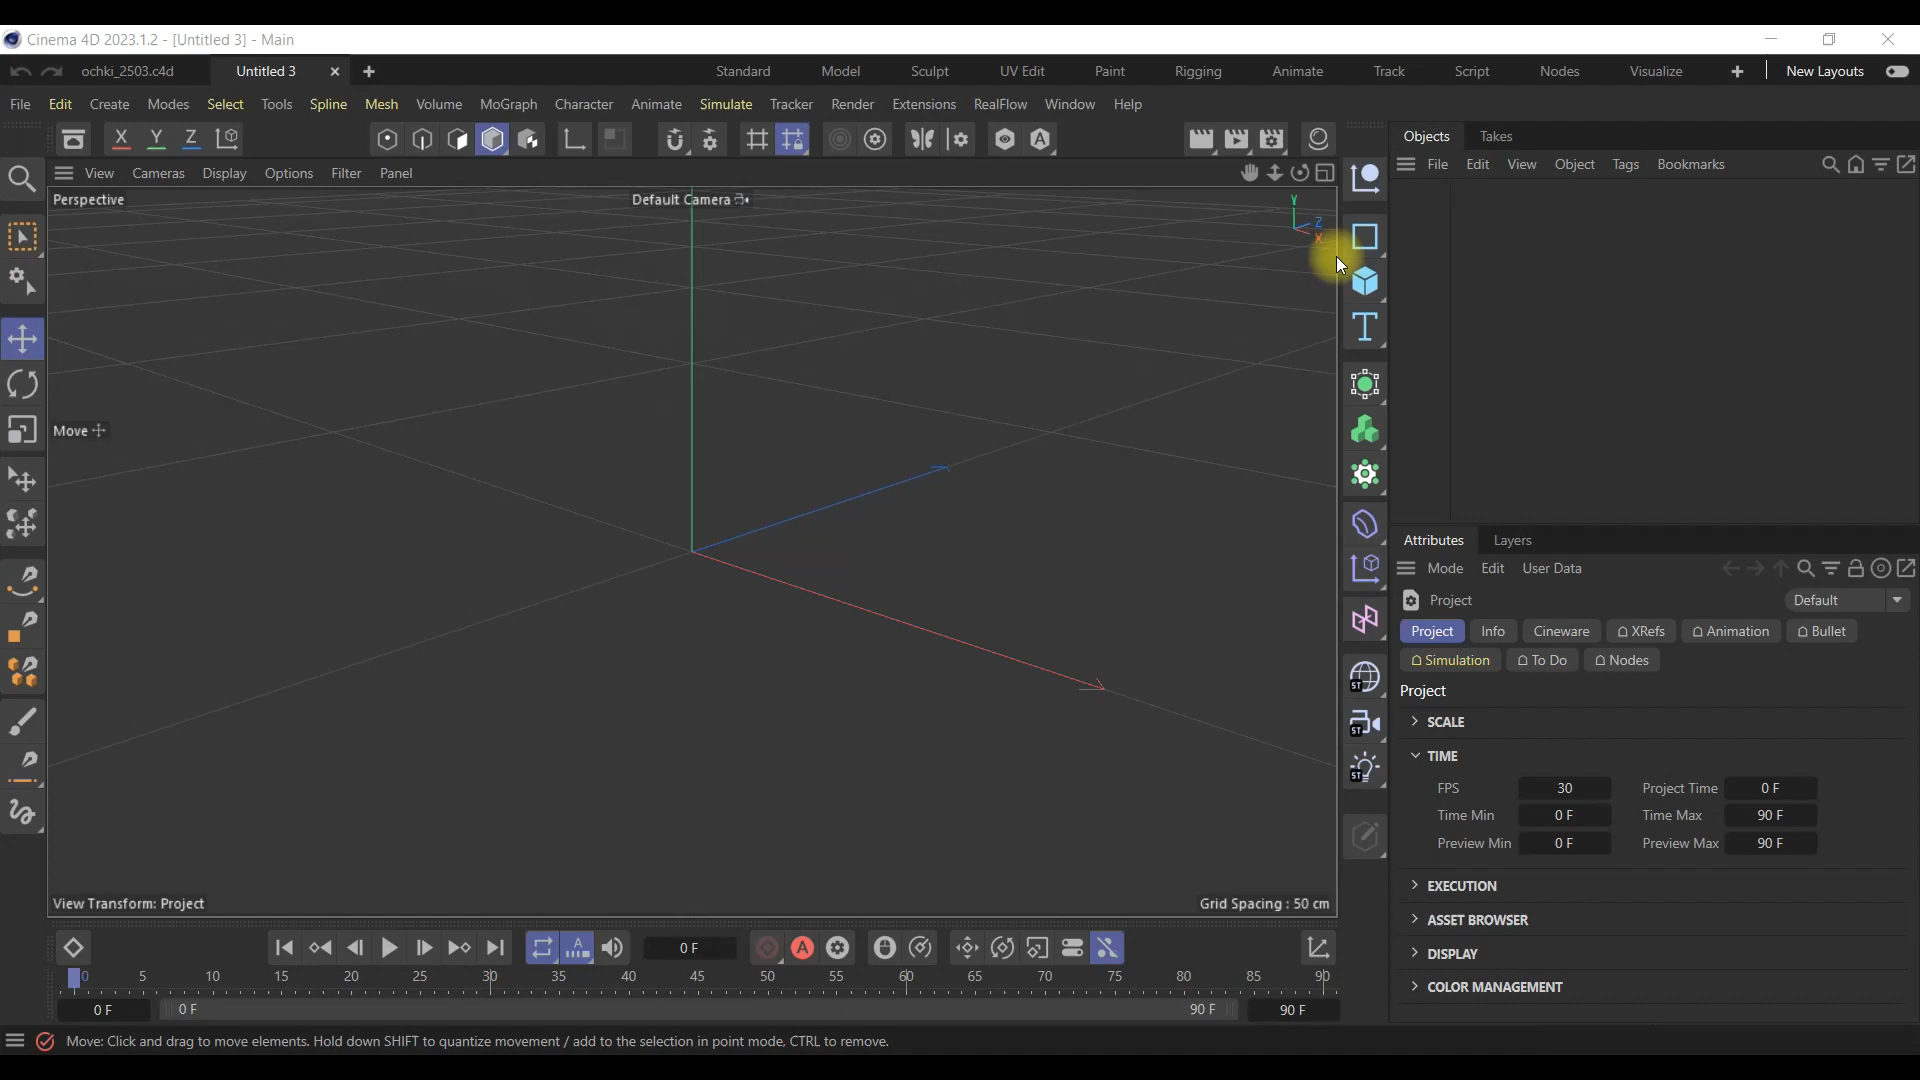 Cinema 4D 2023.1.2 - [Untitled 3] - Main
ochki_2503.c4d Untitled 3 Standard Model Sculpt UV Edit Paint Rigging Animate Track Script Nodes Visualize New Layouts
File Edit Create Modes Select Tools Spline Mesh Volume MoGraph Character Animate Simulate Tracker Render Extensions RealFlow Window Help
X Y Z A
Objects Takes
File Edit View Object Tags Bookmarks
View Cameras Display Options Filter Panel
Perspective Default Camera
Y Z X
Move
T
View Transform: Project Grid Spacing : 50 cm
ST
ST
ST
Attributes Layers
Mode Edit User Data
Project Default
Project Info Cineware XRefs Animation Bullet
Simulation To Do Nodes
Project
SCALE
TIME
FPS 30 Project Time 0 F
Time Min 0 F Time Max 90 F
Preview Min 0 F Preview Max 90 F
EXECUTION
ASSET BROWSER
DISPLAY
COLOR MANAGEMENT
A 0 F A
0 5 10 15 20 25 30 35 40 45 50 55 60 65 70 75 80 85 90
0 F 0 F 90 F 90 F
Move: Click and drag to move elements. Hold down SHIFT to quantize movement / add to the selection in point mode, CTRL to remove.